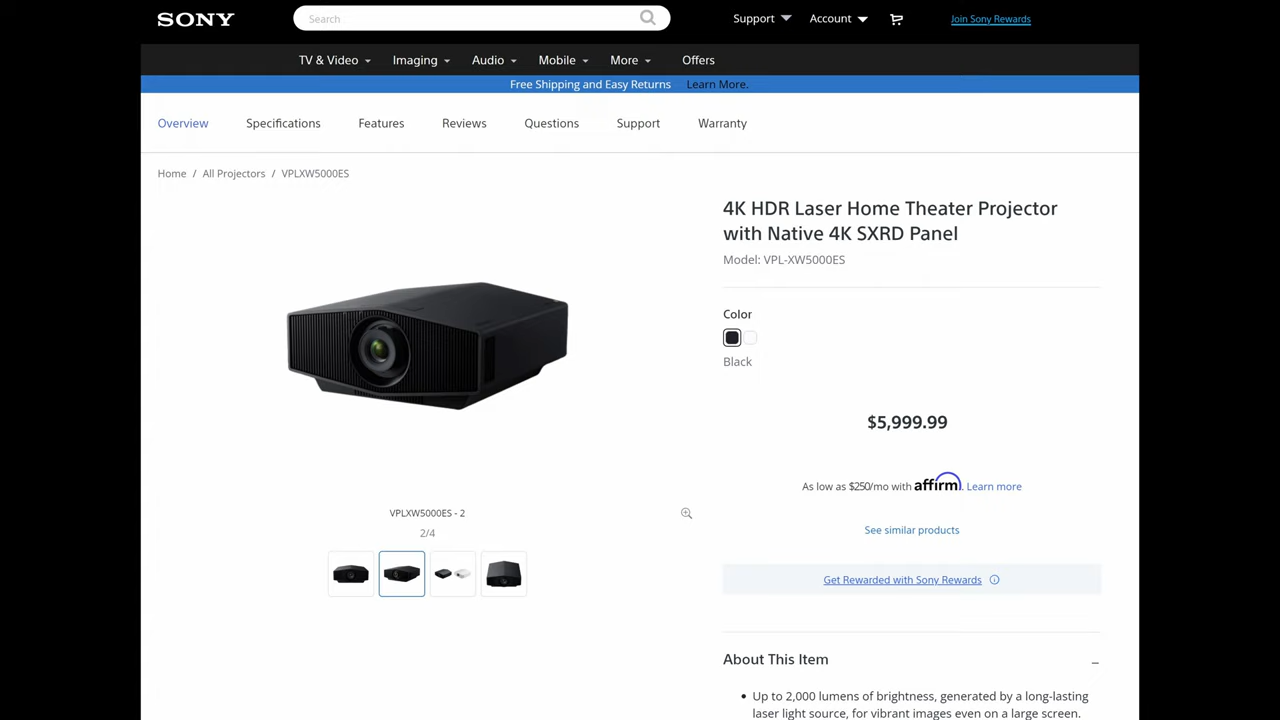 SONY
Search
Support
Account
Join Sony Rewards
TV & Video
Imaging
Audio
Mobile
More
Offers
Free Shipping and Easy Returns Learn More.
Overview
Specifications
Features
Reviews
Questions
Support
Warranty
Home / All Projectors / VPLXW5000ES
4K HDR Laser Home Theater Projector
with Native 4K SXRD Panel
Model: VPL-XW5000ES
Color
Black
$5,999.99
As low as $250/mo with affirm. Learn more
See similar products
Get Rewarded with Sony Rewards
VPLXW5000ES - 2
2/4
About This Item
• Up to 2,000 lumens of brightness, generated by a long-lasting
laser light source, for vibrant images even on a large screen.